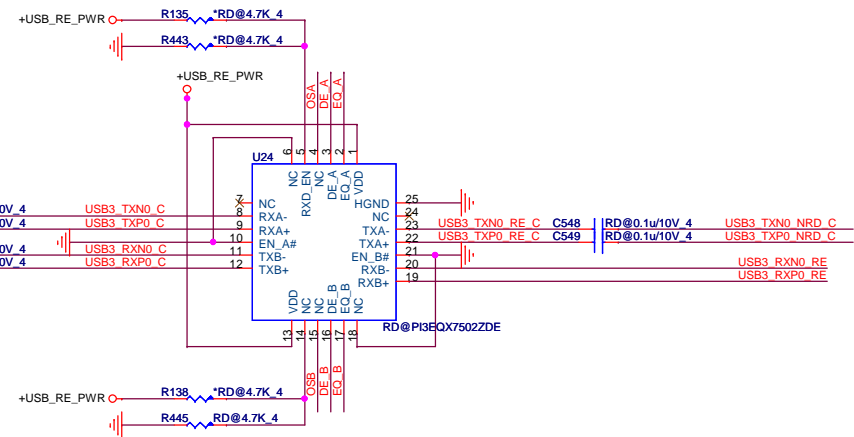 R135 *RD@4.7K_4
+USB_RE_PWR
R443 *RD@4.7K_4
+USB_RE_PWR
OSA
DE_A
EQ_A
U24
6 5 4 3 2 1
NC RXD_EN NC DE_A EQ_A VDD
7 NC
HGND 25
NC 24
0V_4 USB3_TXN0_C 8 RXA-
0V_4 USB3_TXP0_C 9 RXA+
10 EN_A#
0V_4 USB3_RXN0_C 11 TXB-
0V_4 USB3_RXP0_C 12 TXB+
TXA- 23 USB3_TXN0_RE_C C548 RD@0.1u/10V_4 USB3_TXN0_NRD_C
TXA+ 22 USB3_TXP0_RE_C C549 RD@0.1u/10V_4 USB3_TXP0_NRD_C
EN_B# 21
RXB- 20 USB3_RXN0_RE
RXB+ 19 USB3_RXP0_RE
VDD NC NC DE_B EQ_B NC
13 14 15 16 17 18
RD@PI3EQX7502ZDE
OSB
DE_B
EQ_B
R138 *RD@4.7K_4
+USB_RE_PWR
R445 RD@4.7K_4